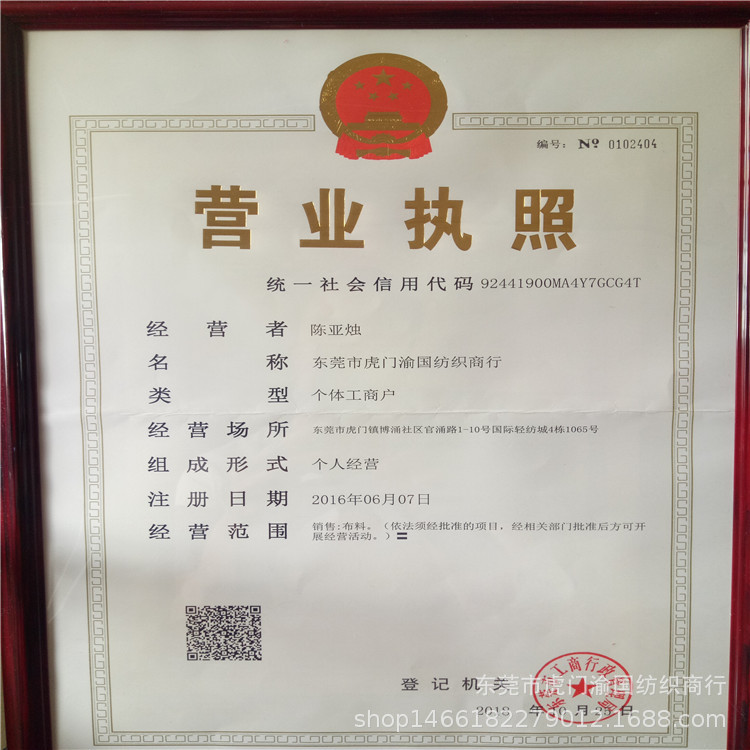 编号： Nº 0102404
营业执照
统一社会信用代码 92441900MA4Y7GCG4T
经营者 陈亚烛
名称 东莞市虎门渝国纺织商行
类型 个体工商户
经营场所 东莞市虎门镇博涌社区官涌路1-10号国际轻纺城4栋1065号
组成形式 个人经营
注册日期 2016年06月07日
经营范围 销售:布料。（依法须经批准的项目，经相关部门批准后方可开
展经营活动。）〓
登记机关
东莞市虎门渝国纺织商行
年 月 日
shop1466182279012.1688.com